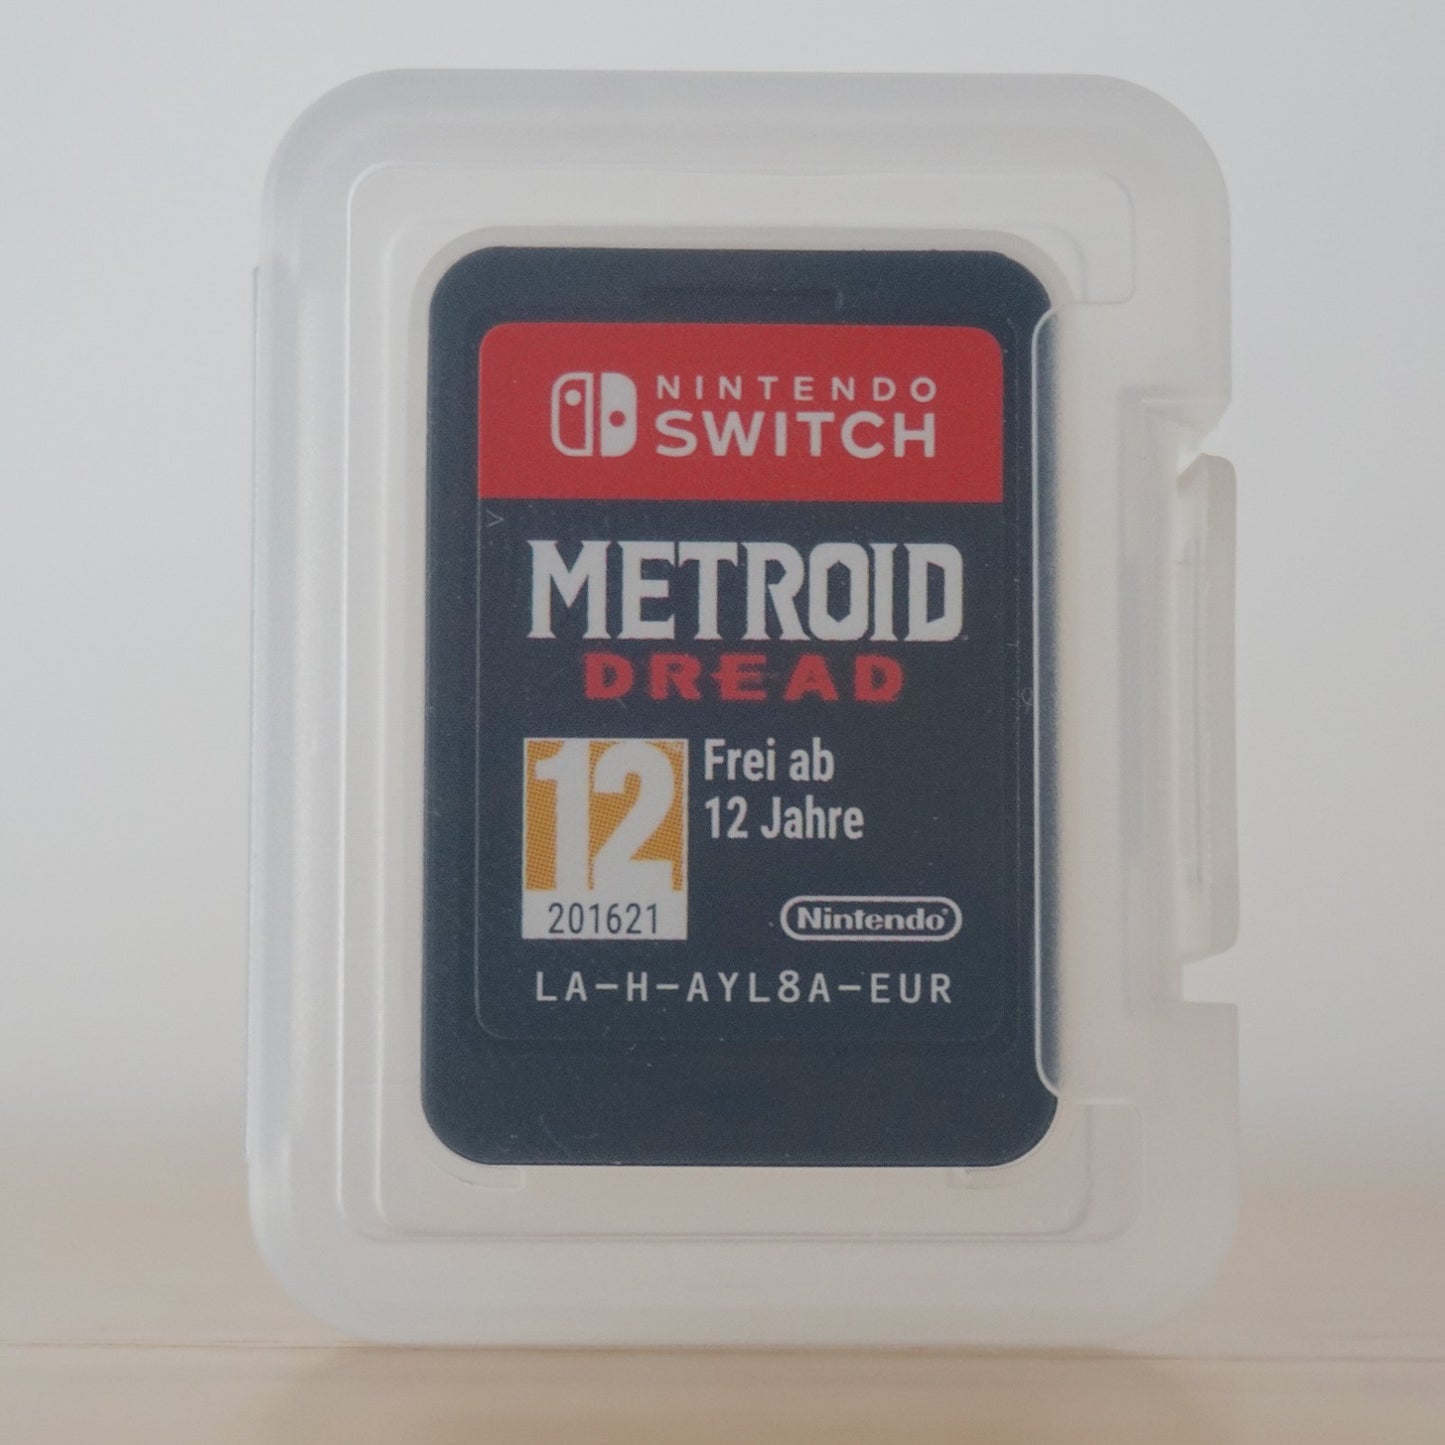 NINTENDO
SWITCH
METROID
DREAD
12
201621
Frei ab
12 Jahre
Nintendo
LA-H-AYL8A-EUR